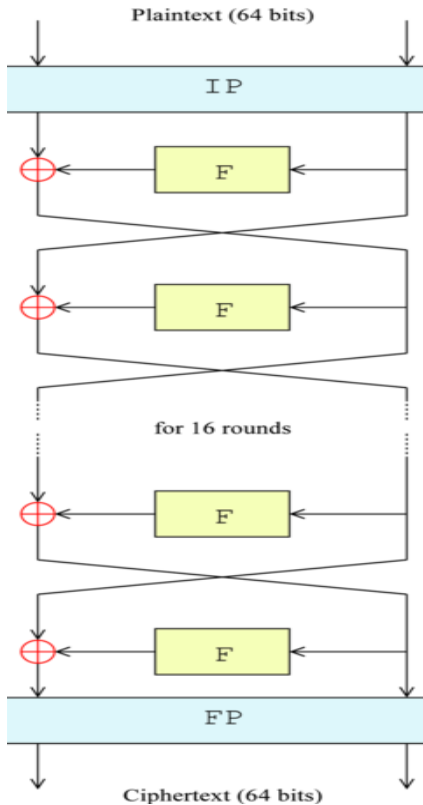 Plaintext (64 bits)
IP
F
F
for 16 rounds
F
F
FP
Ciphertext (64 bits)